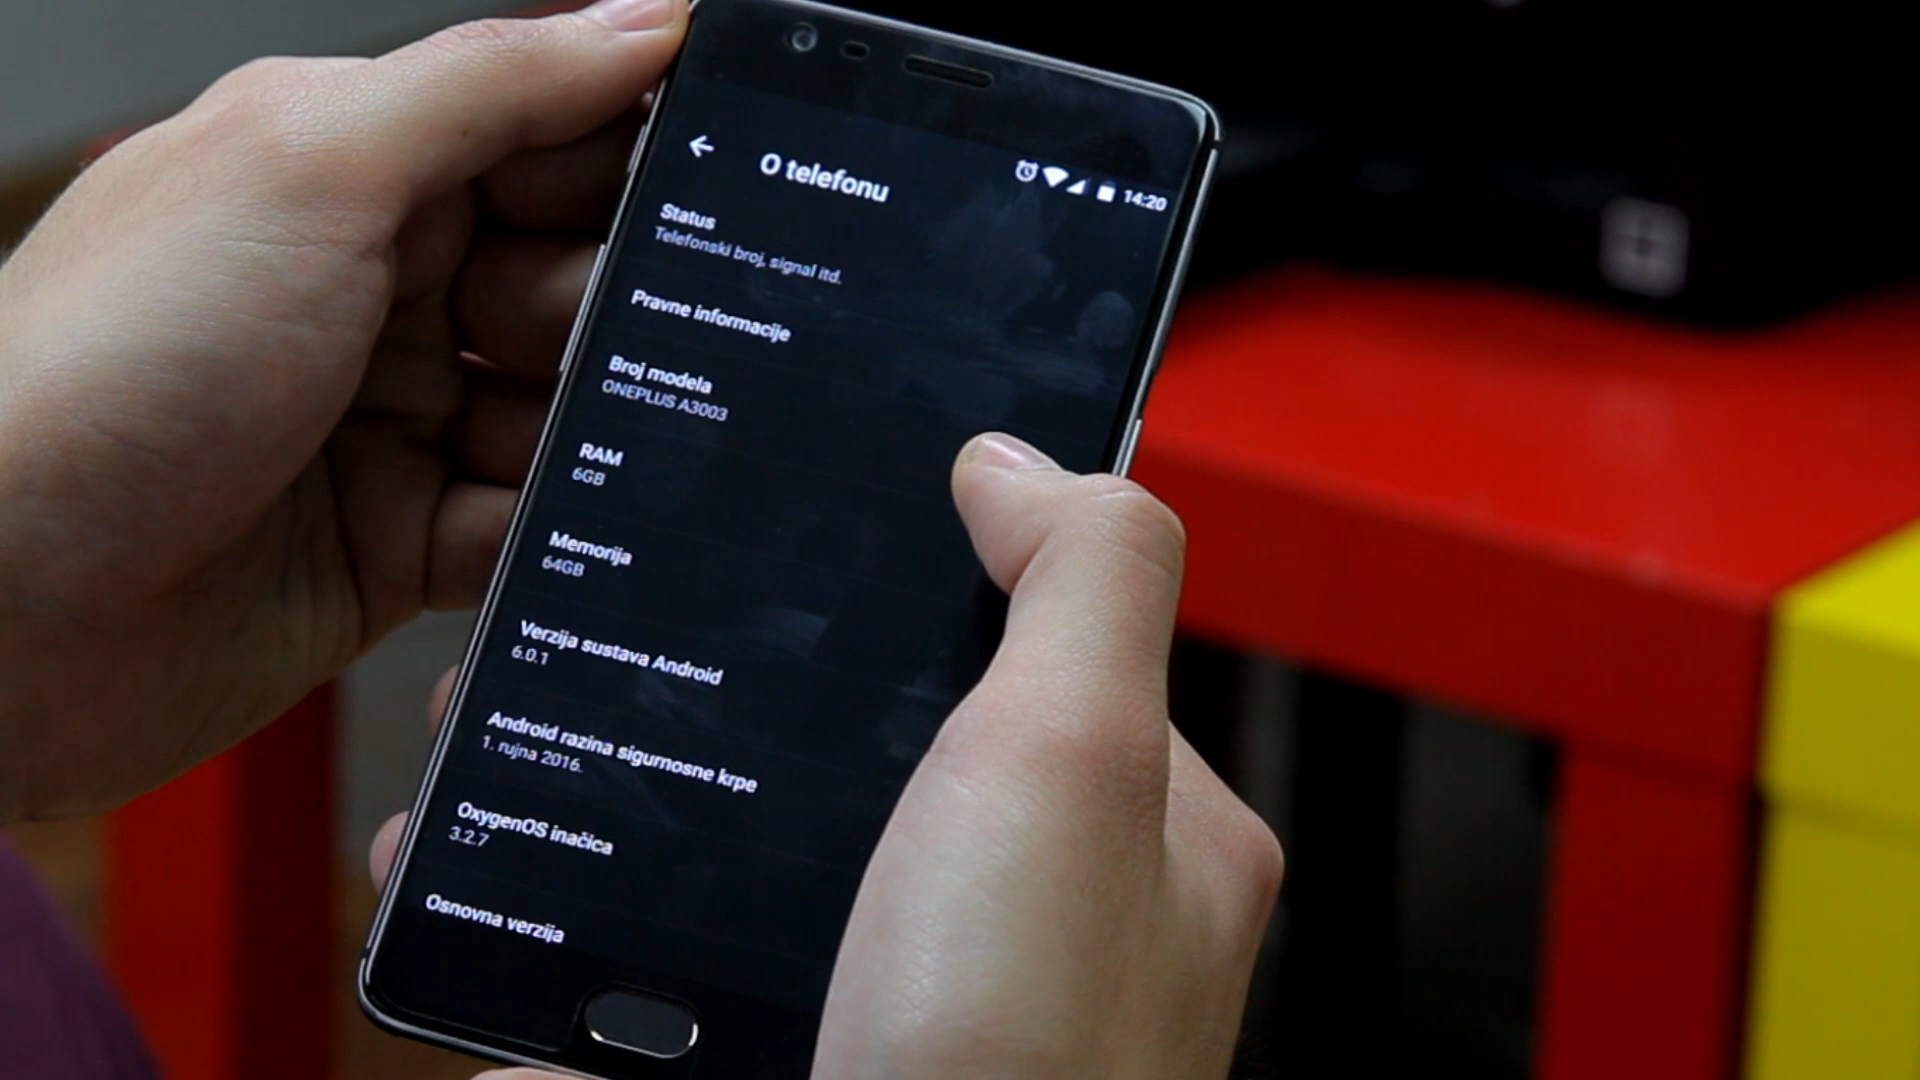 O telefonu
14:20
Status
Telefonski broj, signal itd.
Pravne informacije
Broj modela
ONEPLUS A3003
RAM
6GB
Memorija
64GB
Verzija sustava Android
6.0.1
Android razina sigurnosne krpe
1. rujna 2016.
OxygenOS inačica
3.2.7
Osnovna verzija